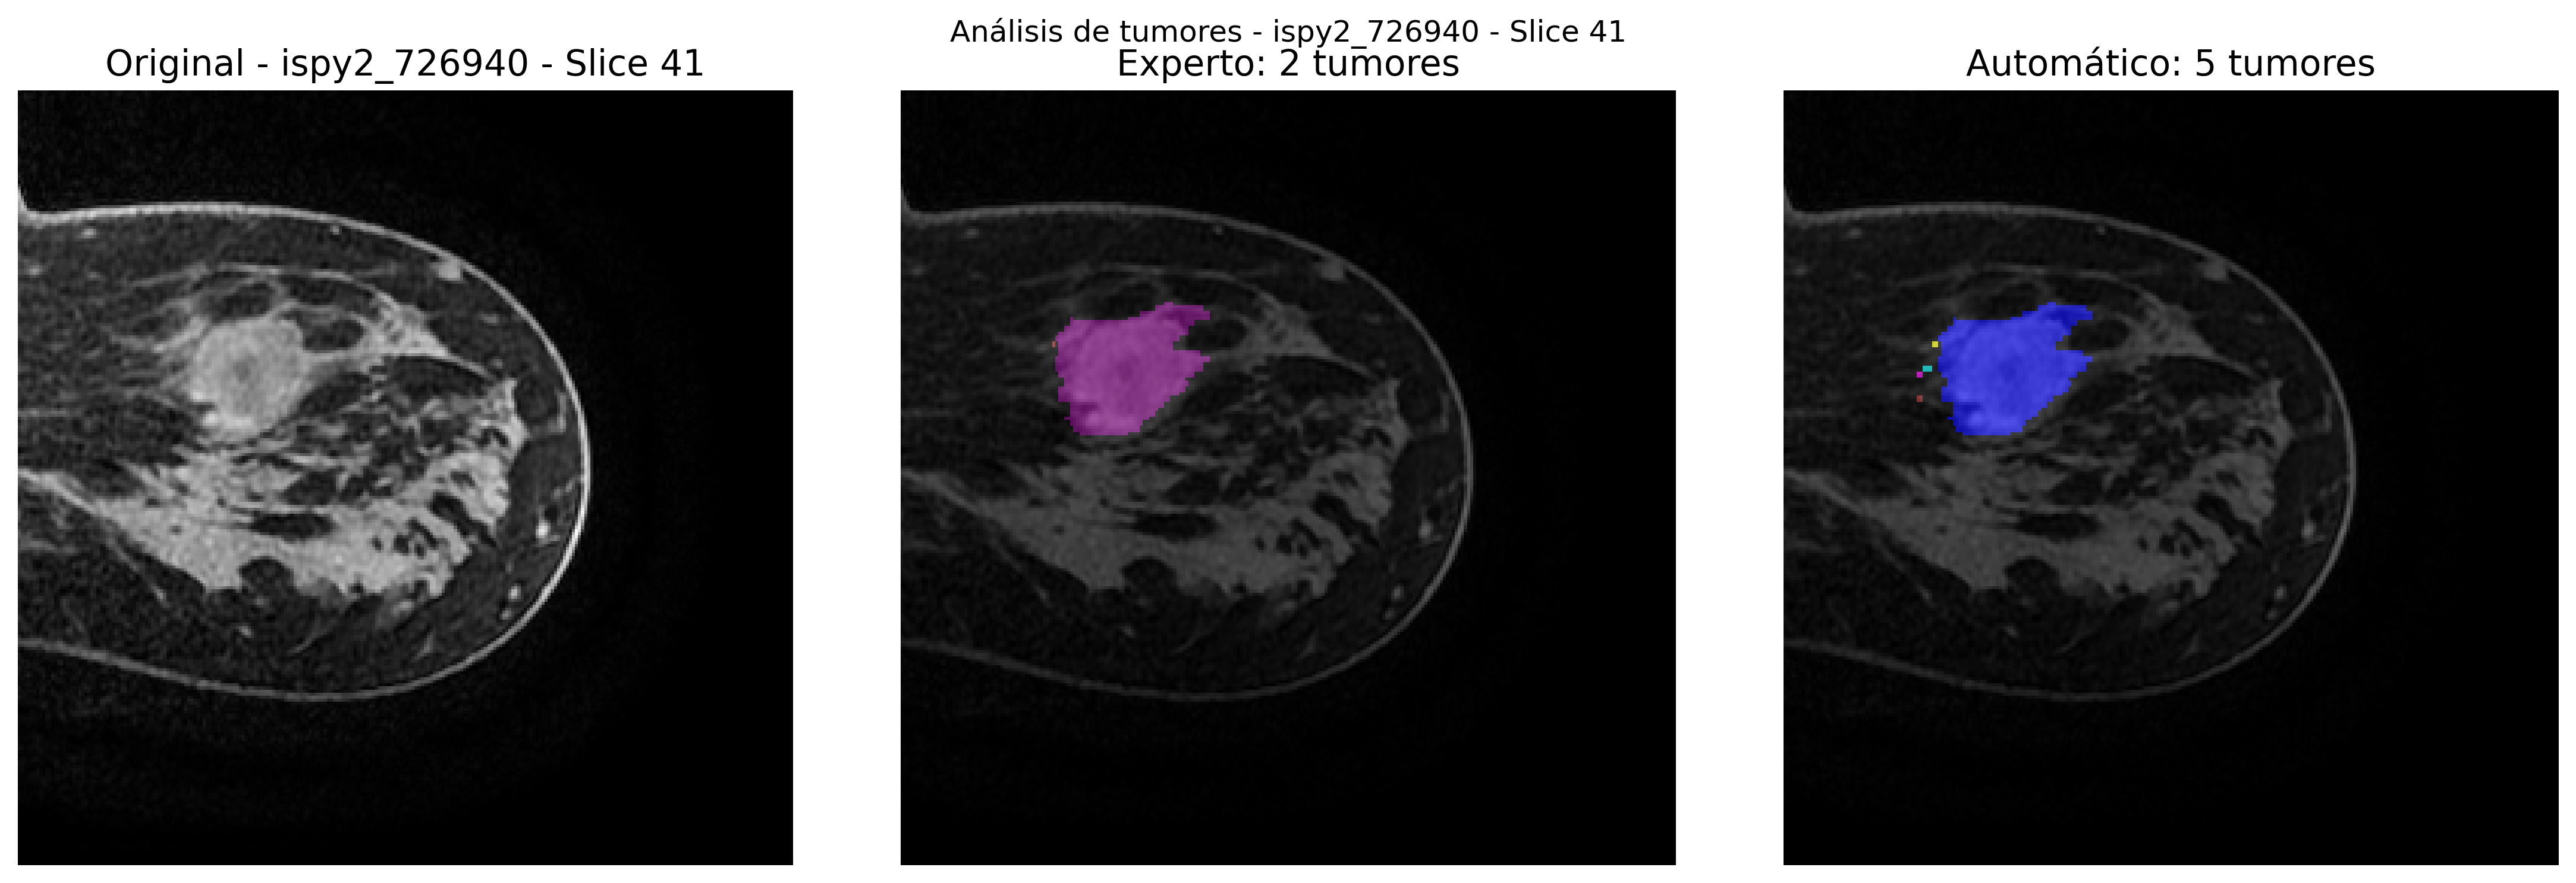 Análisis de tumores - ispy2_726940 - Slice 41
Original - ispy2_726940 - Slice 41
Experto: 2 tumores
Automático: 5 tumores